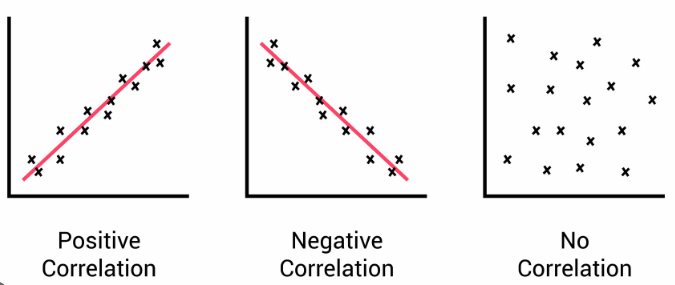 Positive
Correlation
Negative
Correlation
No
Correlation